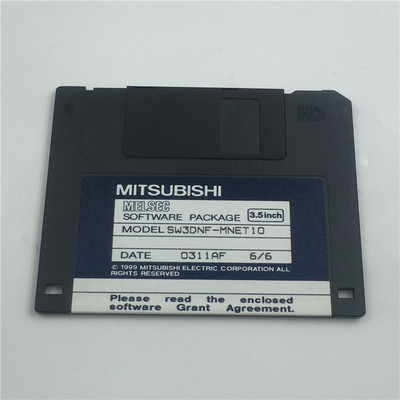 HD
MITSUBISHI
MELSEC
SOFTWARE PACKAGE 3.5inch
MODEL SW3DNF-MNET10
DATE 0311AF 6/6
© 1999 MITSUBISHI ELECTRIC CORPORATION ALL
RIGHTS RESERVED
Please read the enclosed
software Grant Agreement.